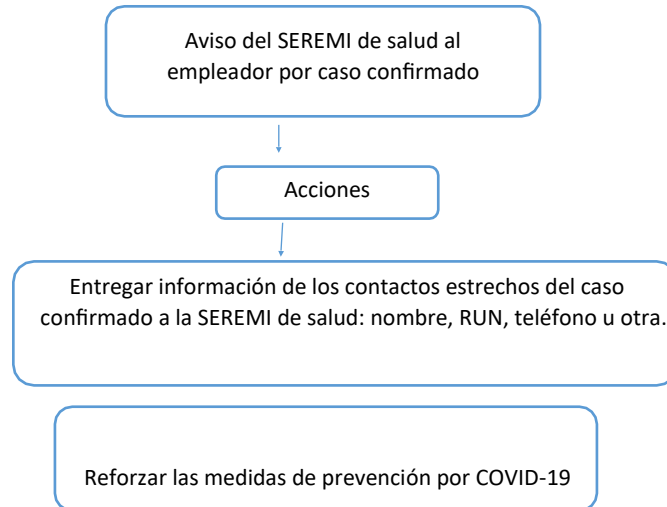 Aviso del SEREMI de salud al
empleador por caso confirmado
Acciones
Entregar información de los contactos estrechos del caso
confirmado a la SEREMI de salud: nombre, RUN, teléfono u otra.
Reforzar las medidas de prevención por COVID-19